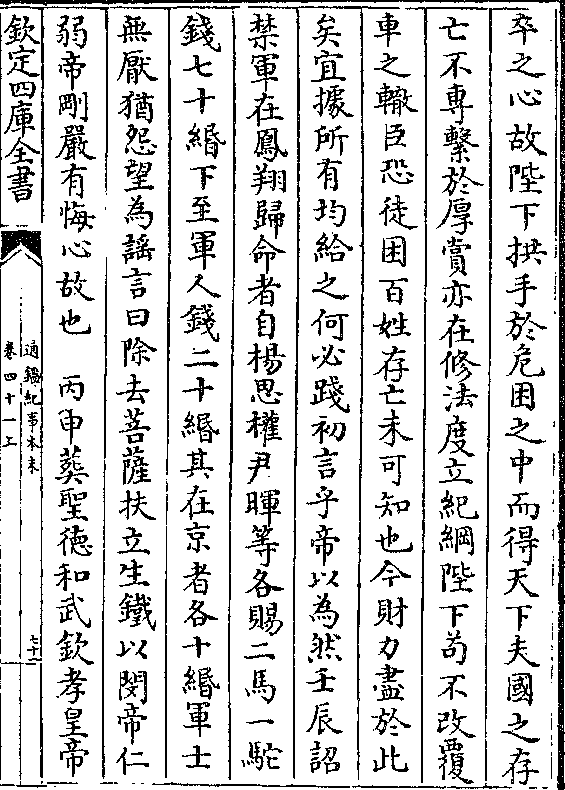 卒之心故陛下拱手於危困之中而得天下夫國之存
亡不專繫於厚賞亦在修法度立紀綱陛下茍不改覆
車之轍臣恐徒困百姓存亡未可知也今財力盡於此
矣宜據所有均給之何必踐初言乎帝以為然壬辰詔
禁軍在鳳翔歸命者自楊思權尹暉等各賜二馬一駝
錢七十緡下至軍人錢二十緡其在京者各十緡軍士
無厭猶怨望為謡言曰除去菩薩扶立生鐵以閔帝仁
弱帝剛嚴有悔心故也　丙申葬聖德和武欽孝皇帝
欽定四庫全書
通鑑紀事本末
卷四十一上
七十一